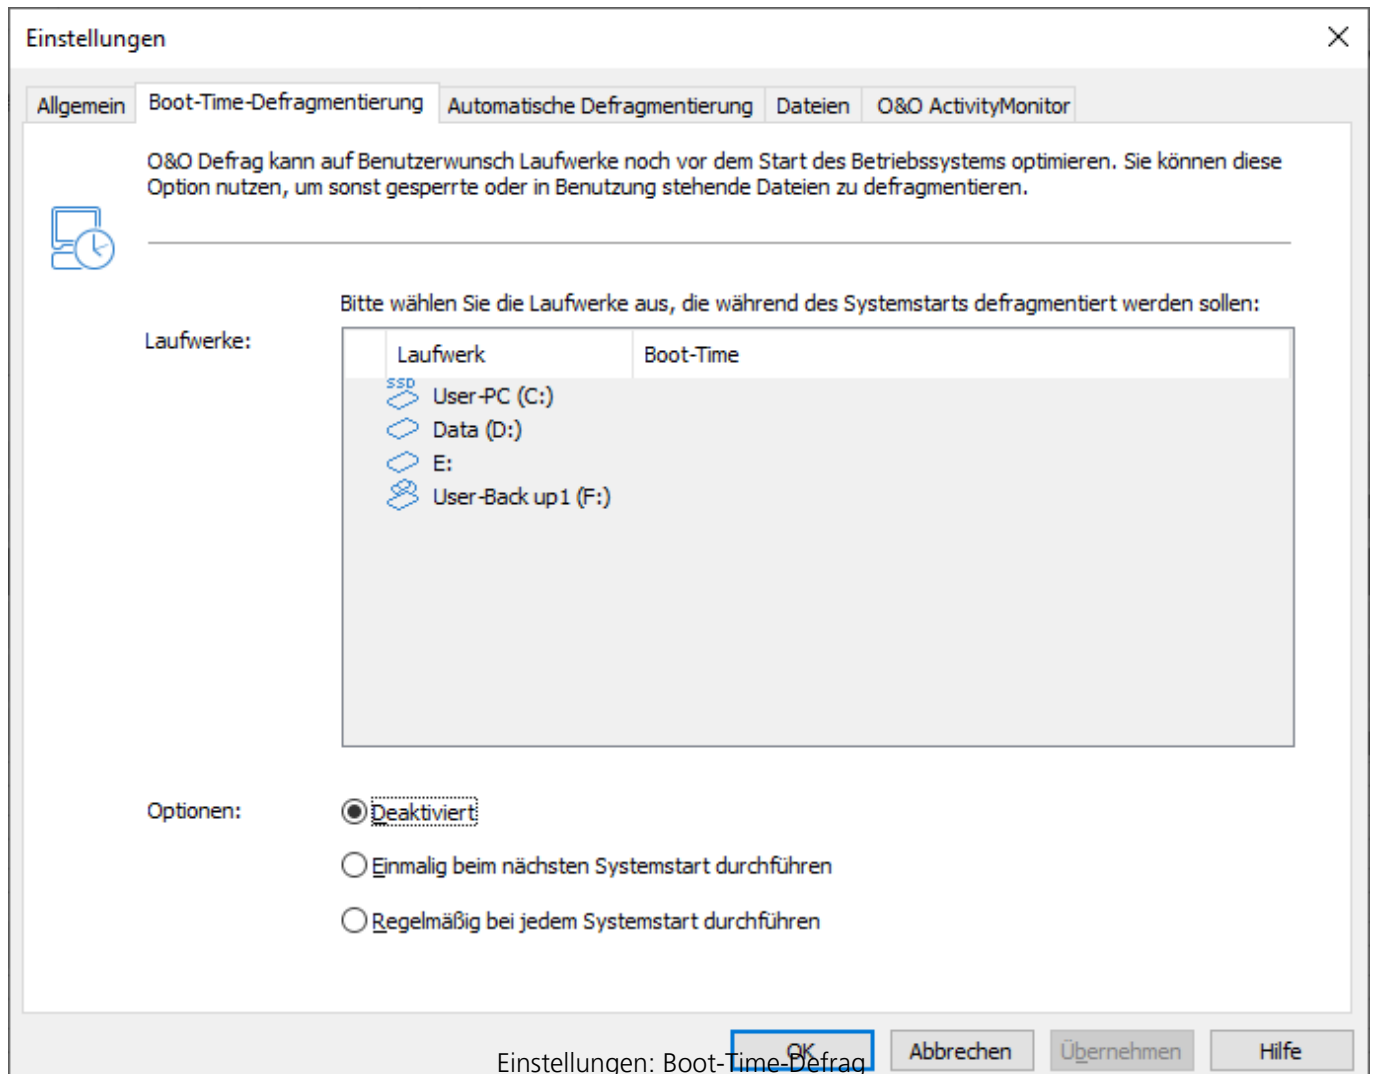 Einstellungen
Allgemein Boot-Time-Defragmentierung Automatische Defragmentierung Dateien O&O ActivityMonitor
O&O Defrag kann auf Benutzerwunsch Laufwerke noch vor dem Start des Betriebssystems optimieren. Sie können diese
Option nutzen, um sonst gesperrte oder in Benutzung stehende Dateien zu defragmentieren.
Bitte wählen Sie die Laufwerke aus, die während des Systemstarts defragmentiert werden sollen:
Laufwerke:
Laufwerk Boot-Time
SSD
User-PC (C:)
Data (D:)
E:
User-Back up1 (F:)
Optionen:
Deaktiviert
Einmalig beim nächsten Systemstart durchführen
Regelmäßig bei jedem Systemstart durchführen
OK Abbrechen Übernehmen Hilfe
Einstellungen: Boot-Time-Defrag